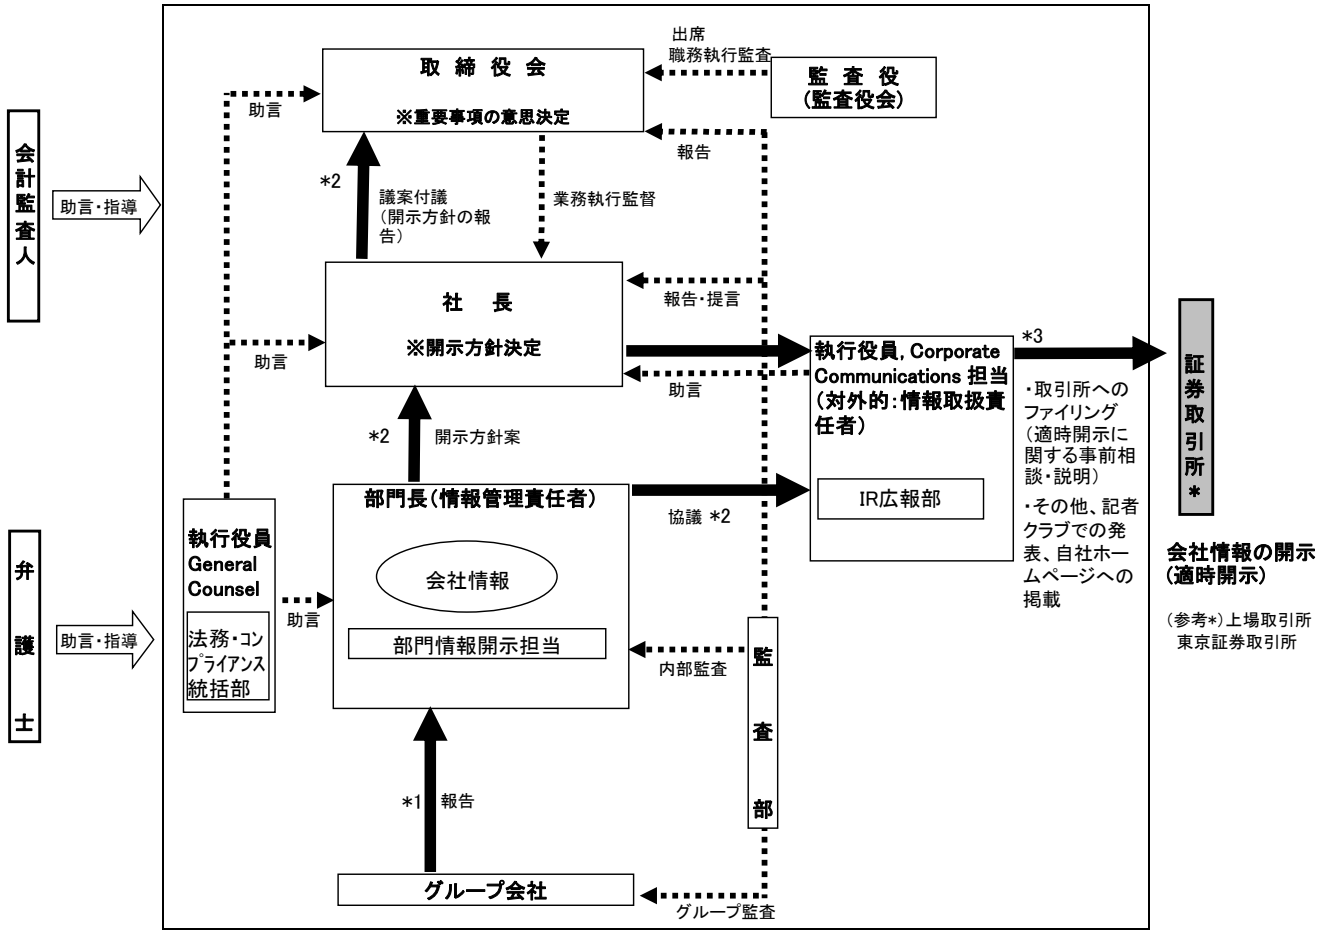 会計監査人
助言・指導
弁護士
助言・指導
取締役会
※重要事項の意思決定
出席
職務執行監査
監査役
(監査役会)
助言
報告
*2
議案付議
(開示方針の報
告)
業務執行監督
社長
※開示方針決定
報告・提言
助言
助言
*2
開示方針案
執行役員, Corporate
Communications 担当
(対外的:情報取扱責
任者)
IR広報部
*3
・取引所への
ファイリング
(適時開示に
関する事前相
談・説明)
・その他、記者
クラブでの発
表、自社ホー
ムページへの
掲載
証券取引所*
会社情報の開示
(適時開示)
(参考*)上場取引所
東京証券取引所
部門長(情報管理責任者)
会社情報
部門情報開示担当
協議 *2
執行役員
General
Counsel
法務・コン
プライアンス
統括部
助言
内部監査
監査部
*1
報告
グループ会社
グループ監査